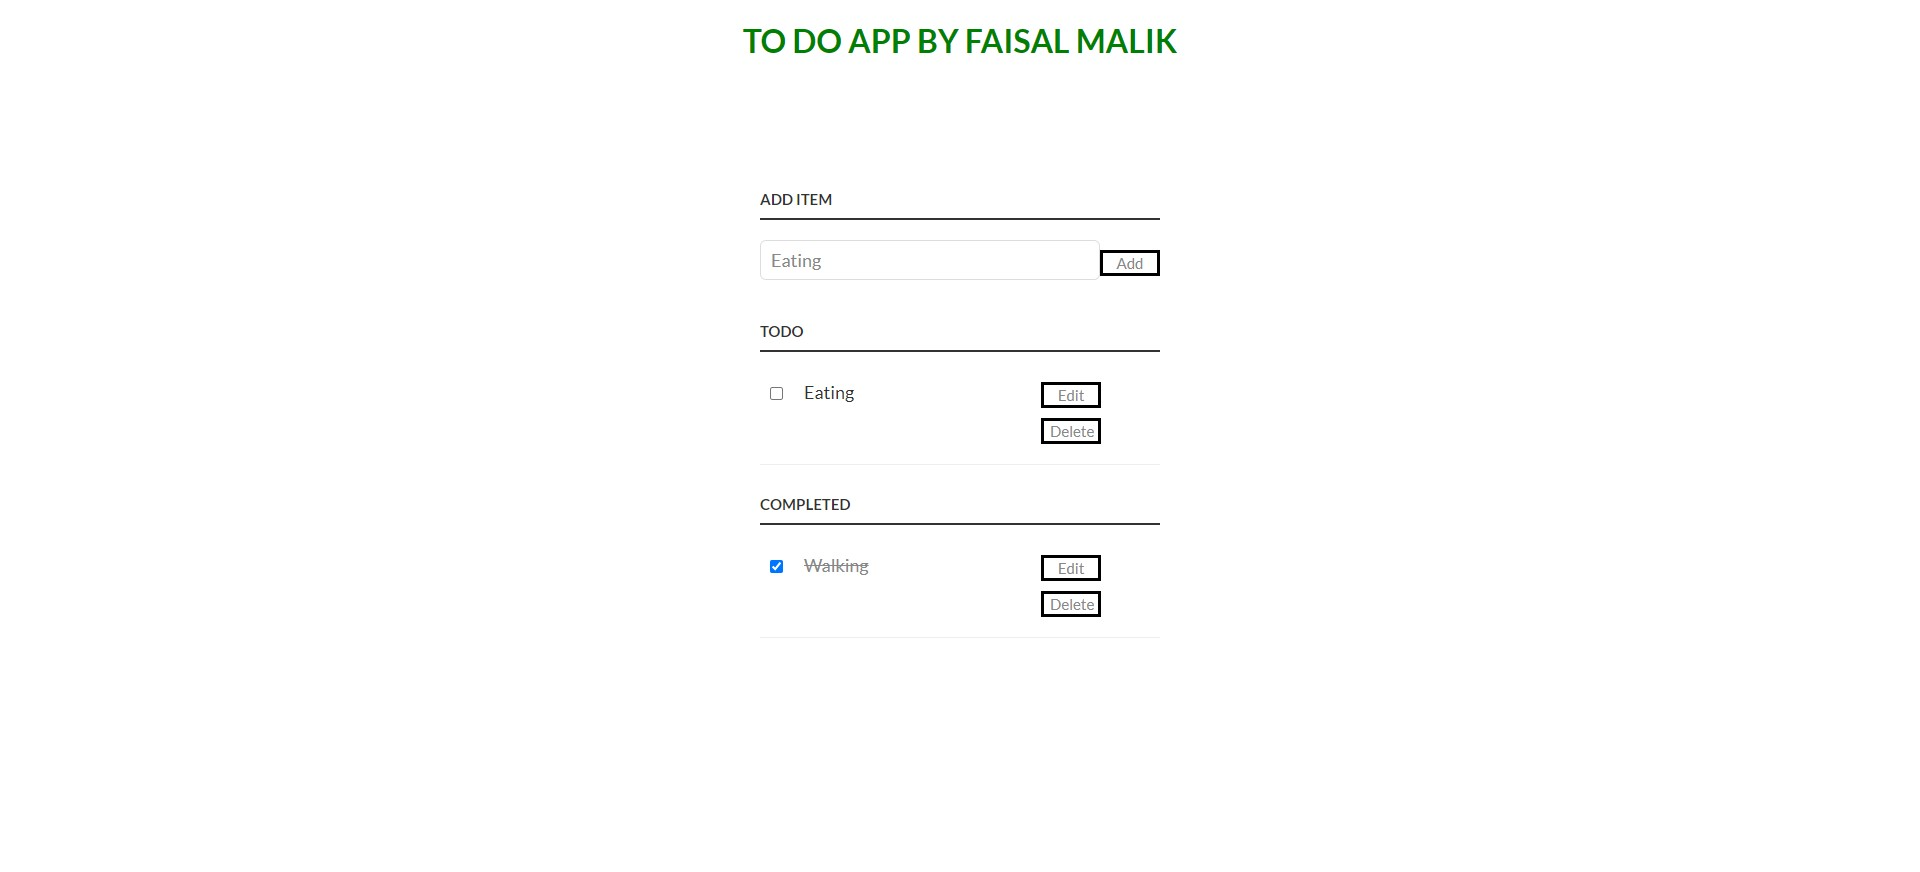 TO DO APP BY FAISAL MALIK
ADD ITEM
Eating Add
TODO
Eating Edit
Delete
COMPLETED
Walking Edit
Delete